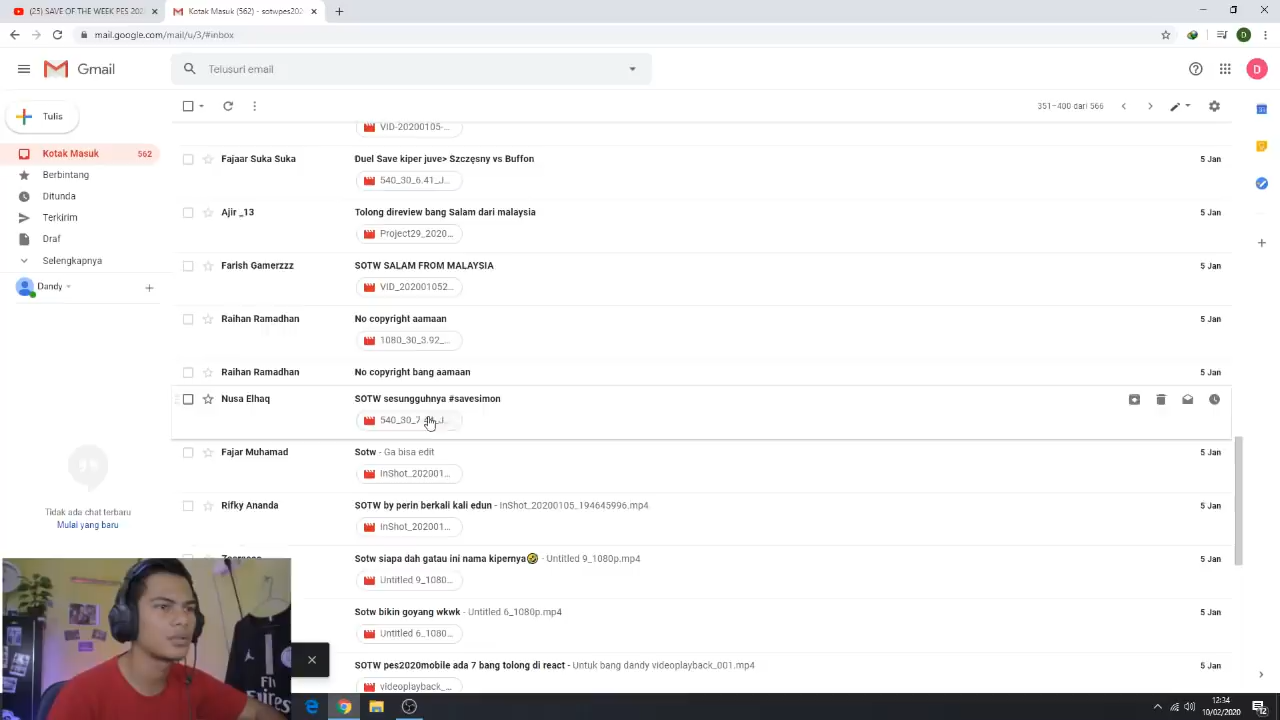 (25) SAVE OF THE WEEK PES 202
Kotak Masuk (562) - sotwpes202
mail.google.com/mail/u/3/#inbox
D
Gmail
Telusuri email
D
Tulis
351–400 dari 566
Kotak Masuk 562
Berbintang
Ditunda
Terkirim
Draf
Selengkapnya
Dandy
Tidak ada chat terbaru
Mulai yang baru
VID-20200105-...
Fajaar Suka Suka Duel Save kiper juve> Szczęsny vs Buffon 5 Jan
540_30_6.41_J...
Ajir _13 Tolong direview bang Salam dari malaysia 5 Jan
Project29_2020...
Farish Gamerzzz SOTW SALAM FROM MALAYSIA 5 Jan
VID_202001052...
Raihan Ramadhan No copyright aamaan 5 Jan
1080_30_3.92_...
Raihan Ramadhan No copyright bang aamaan 5 Jan
Nusa Elhaq SOTW sesungguhnya #savesimon
Fajar Muhamad Sotw - Ga bisa edit 5 Jan
InShot_202001...
Rifky Ananda SOTW by perin berkali kali edun - InShot_20200105_194645996.mp4 5 Jan
InShot_202001...
Sotw siapa dah gatau ini nama kipernya🤣 - Untitled 9_1080p.mp4 5 Jan
Untitled 9_1080...
Sotw bikin goyang wkwk - Untitled 6_1080p.mp4 5 Jan
Untitled 6_1080...
SOTW pes2020mobile ada 7 bang tolong di react - Untuk bang dandy videoplayback_001.mp4 5 Jan
videoplayback_...
12:34
10/02/2020